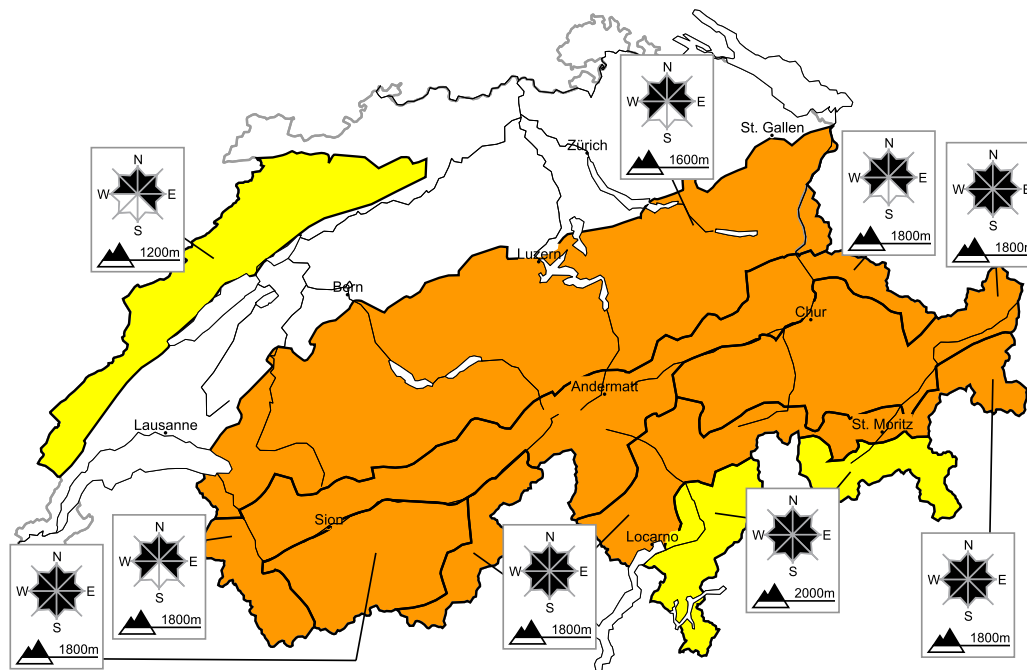 N
W E
S
1600m
St. Gallen
Zürich
N
W E
S
1200m
N
W E
S
1800m
N
W E
S
1800m
Luzern
Bern
Chur
Andermatt
Lausanne
St. Moritz
Sion
Locarno
N
W E
S
1800m
N
W E
S
1800m
N
W E
S
1800m
N
W E
S
2000m
N
W E
S
1800m